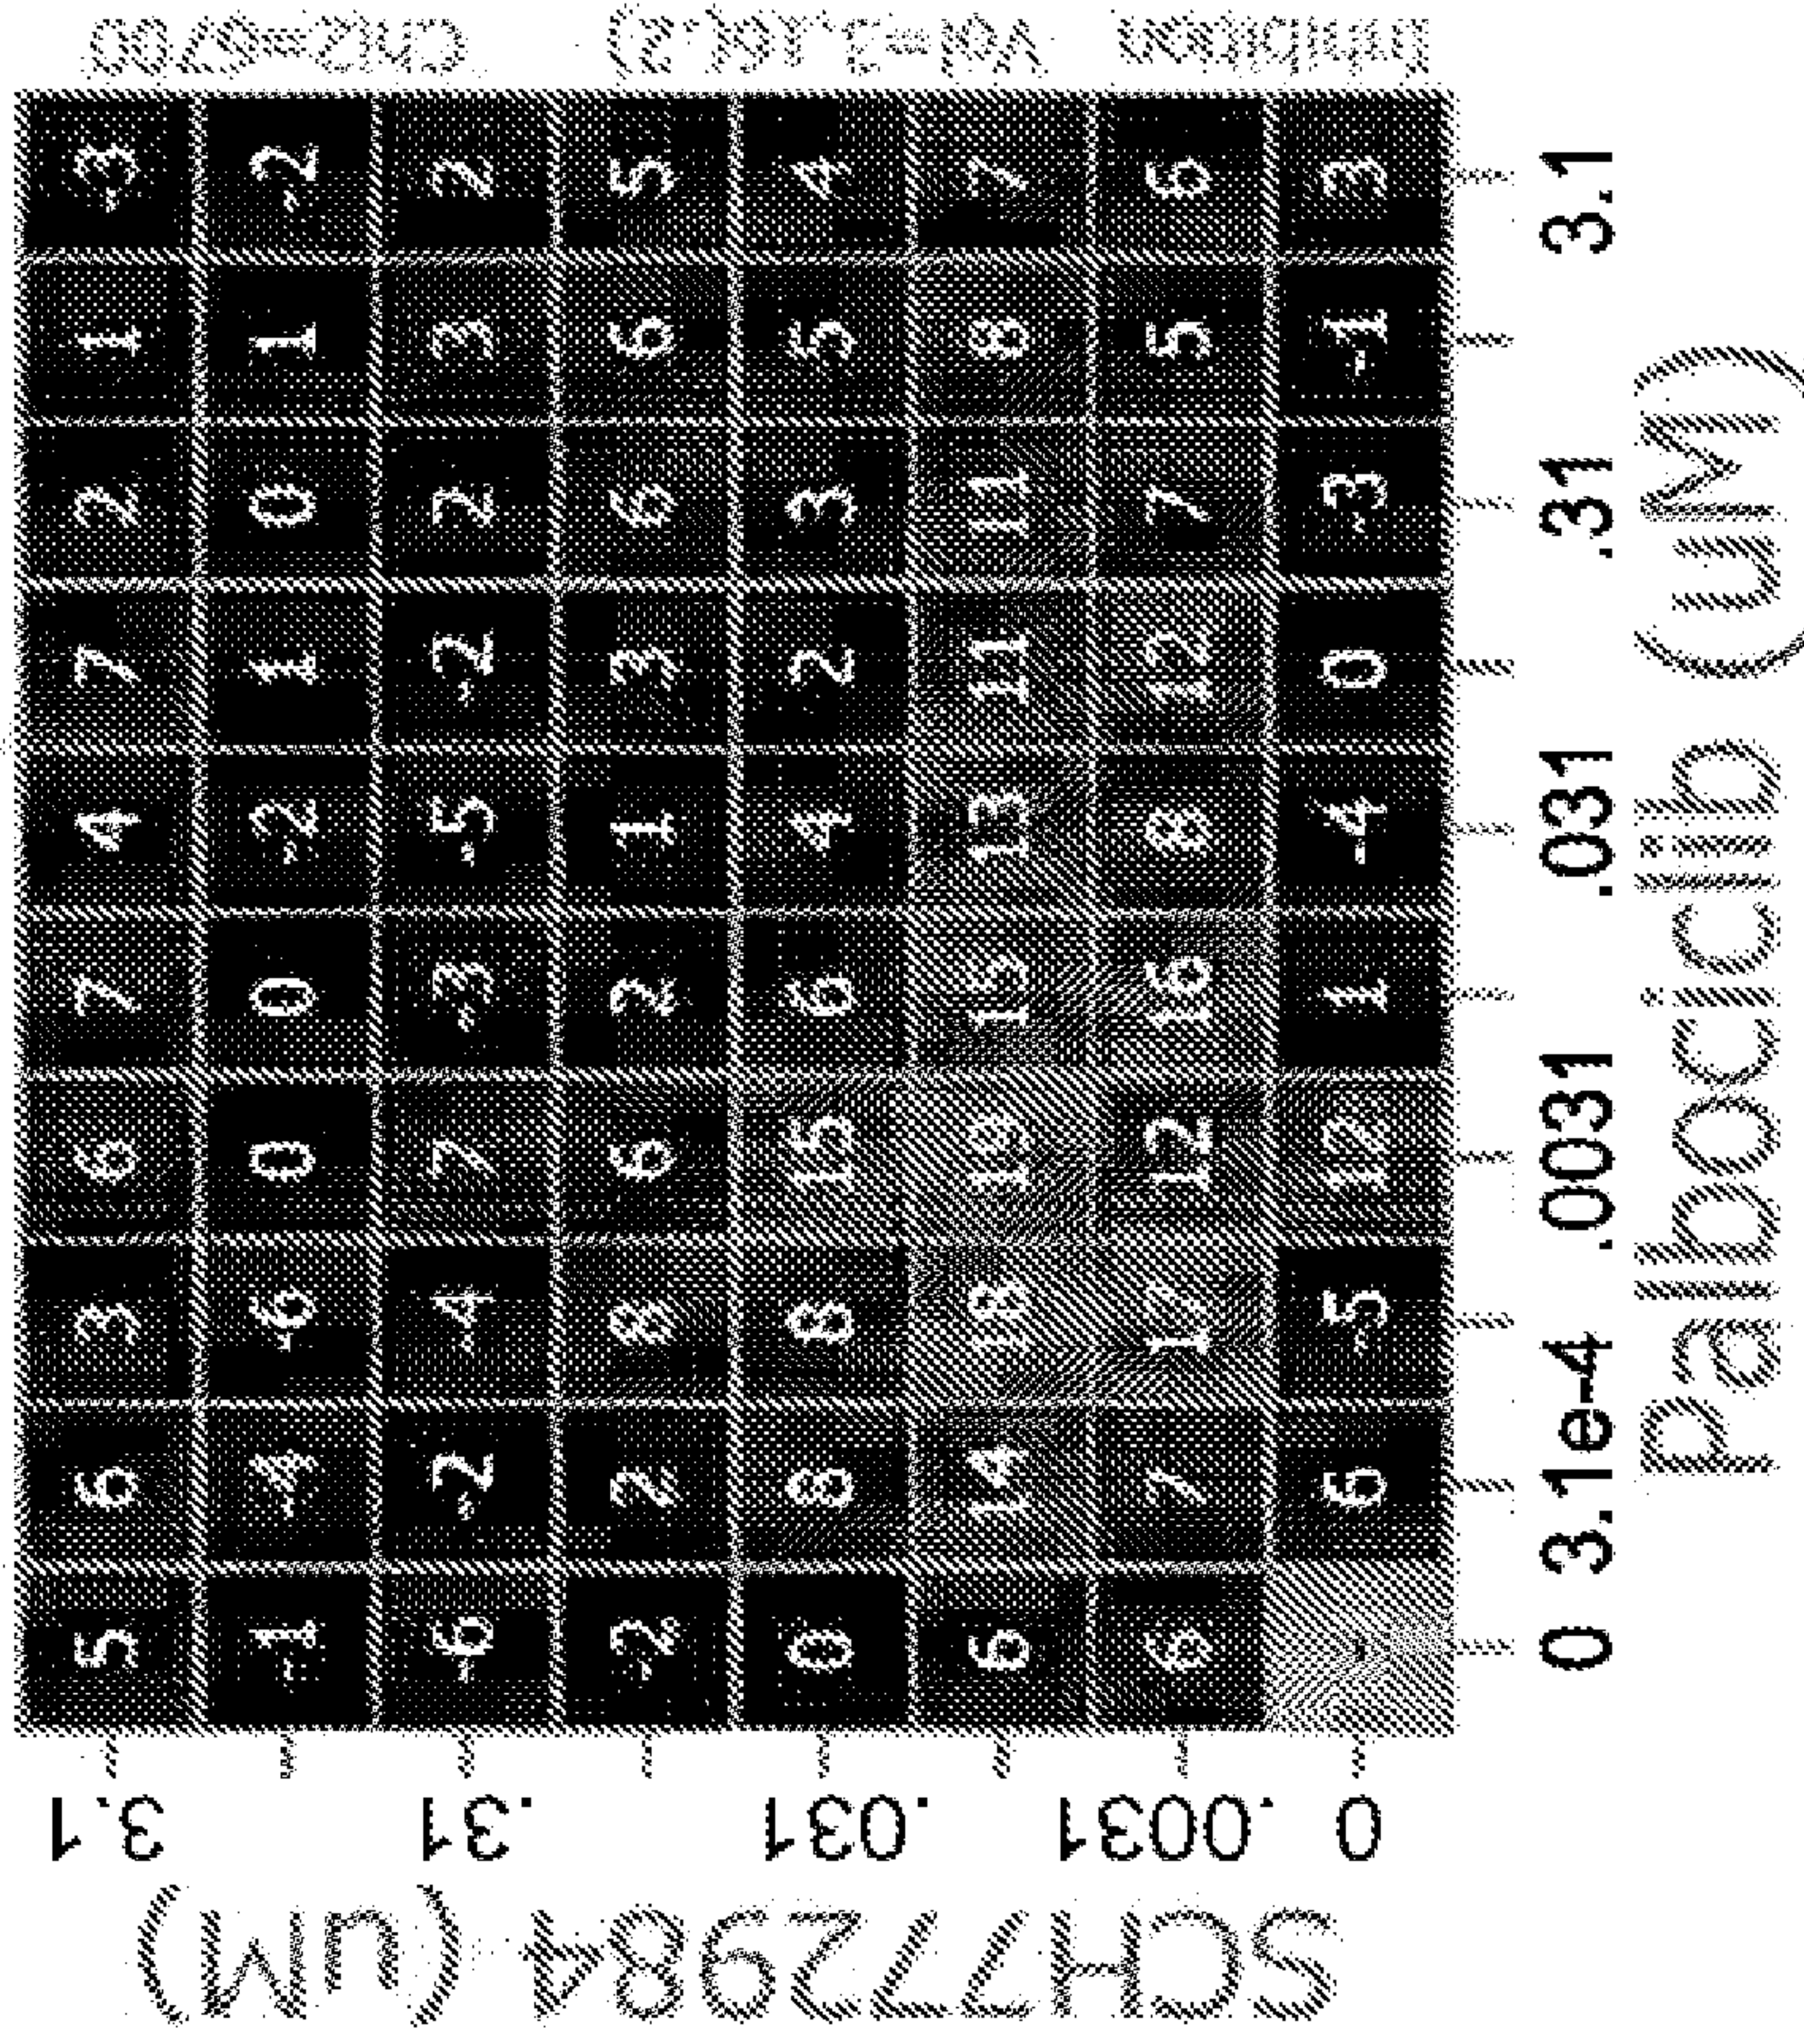 Inhibition
SCH772984 (uM)
3.1 5 6 3 6 7 4 7 2 1 -3
-1 -4 -6 0 0 -2 1 0 1 -2
.31 -6 -2 -4 7 -3 -5 -2 2 3 2
-2 2 8 6 2 1 3 6 6 5
.031 0 8 8 15 6 4 2 3 5 4
6 14 18 19 15 13 11 11 8 7
.0031 6 7 17 12 16 8 12 7 5 6
0 . 6 -5 12 1 -4 0 -3 -1 3
0 3.1e-4 .0031 .031 .31 3.1
Palbociclib (uM)